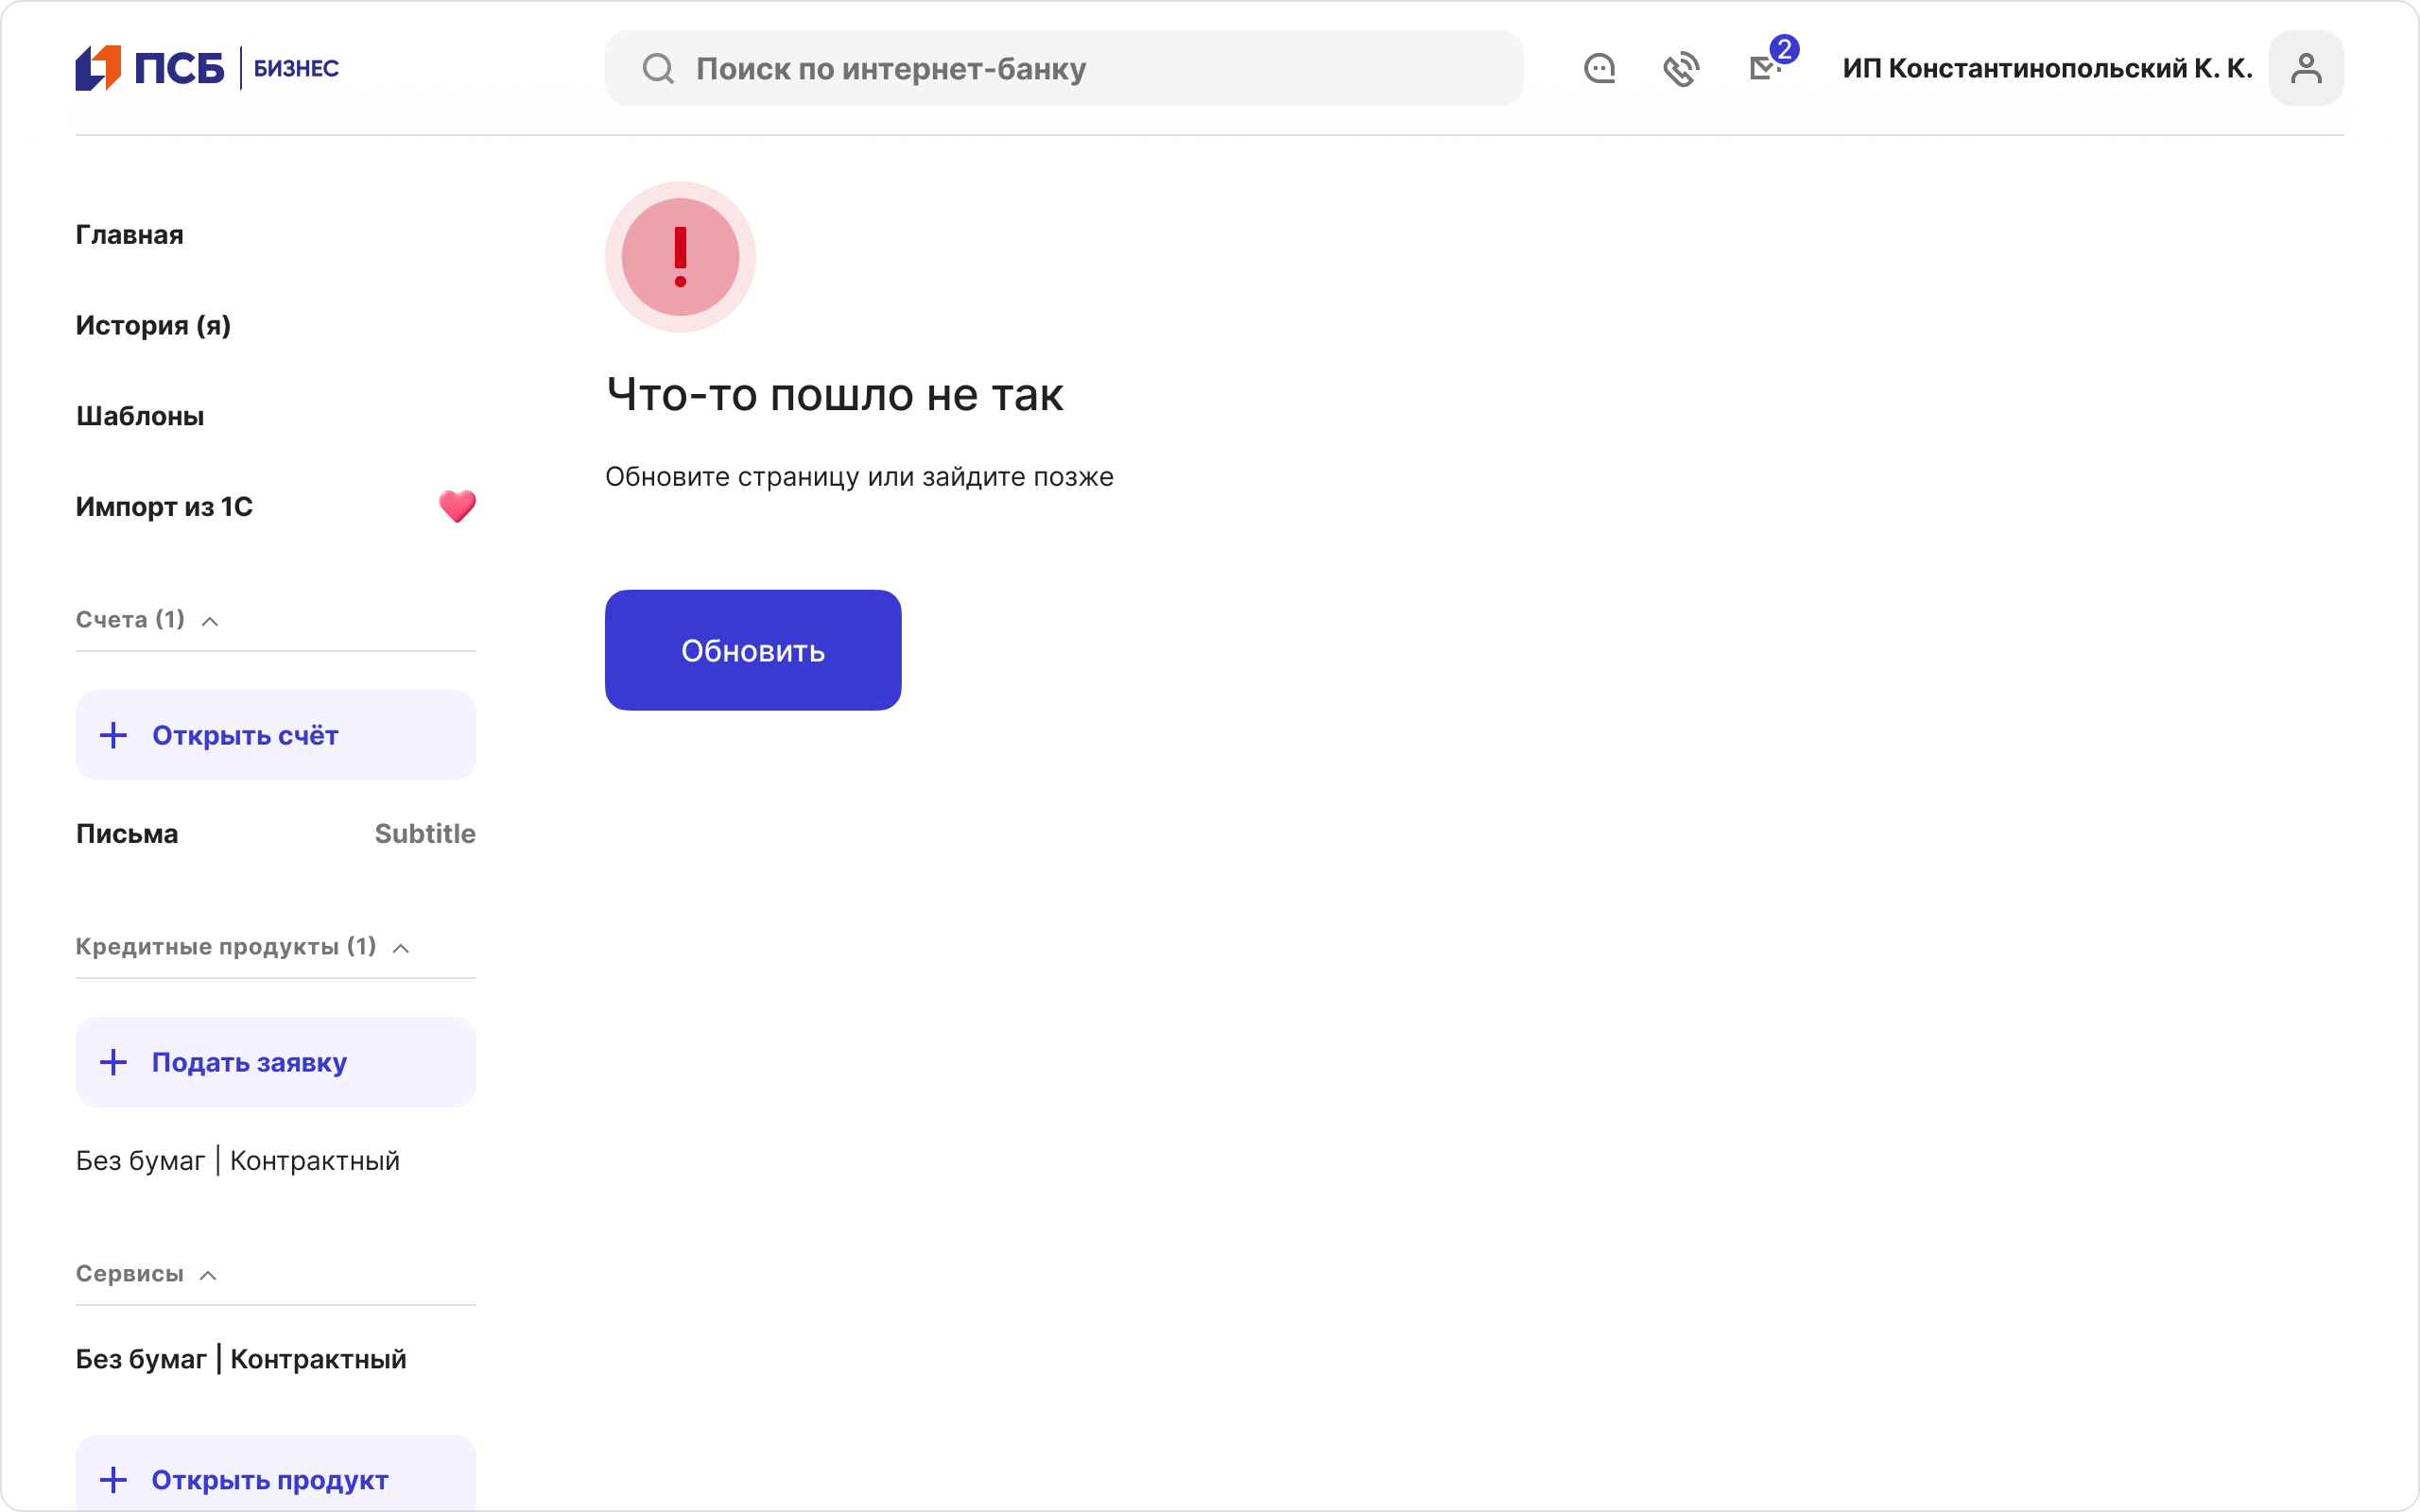 ПСБ БИЗНЕС
Поиск по интернет-банку
2
ИП Константинопольский К. К.
Главная
История (я)
Шаблоны
Импорт из 1С
Счета (1)
Открыть счёт
Письма Subtitle
Кредитные продукты (1)
Подать заявку
Без бумаг | Контрактный
Сервисы
Без бумаг | Контрактный
Открыть продукт
Что-то пошло не так
Обновите страницу или зайдите позже
Обновить